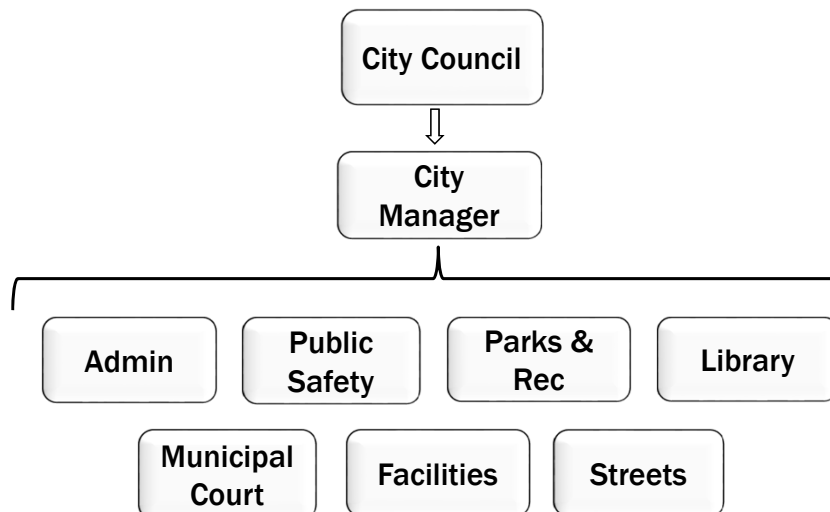 City Council
City
Manager
Admin
Public
Safety
Parks &
Rec
Library
Municipal
Court
Facilities
Streets